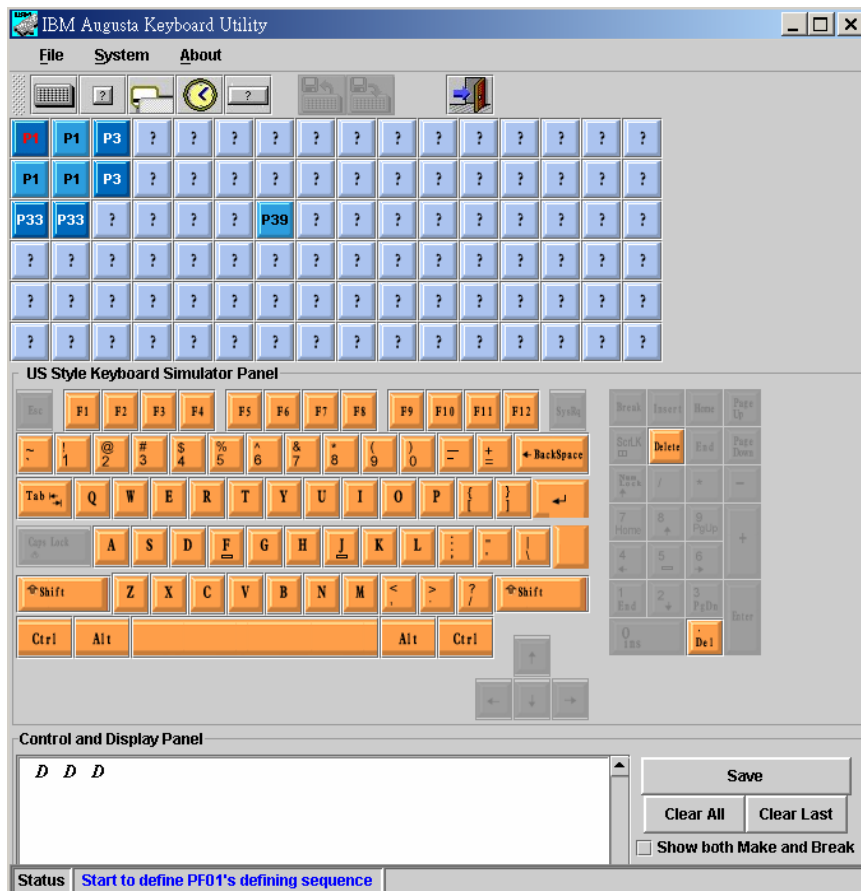 IBM Augusta Keyboard Utility
File System About
? ?
P1 P1 P3 ? ? ? ? ? ? ? ? ? ? ? ? ?
P1 P1 P3 ? ? ? ? ? ? ? ? ? ? ? ? ?
P33 P33 ? ? ? ? P39 ? ? ? ? ? ? ? ? ?
? ? ? ? ? ? ? ? ? ? ? ? ? ? ? ?
? ? ? ? ? ? ? ? ? ? ? ? ? ? ? ?
? ? ? ? ? ? ? ? ? ? ? ? ? ? ? ?
US Style Keyboard Simulator Panel
Esc F1 F2 F3 F4 F5 F6 F7 F8 F9 F10 F11 F12 SysRq Break Insert Home Page Up
~ ` ! 1 @ 2 # 3 $ 4 % 5 ^ 6 & 7 * 8 ( 9 ) 0 _ - + = BackSpace ScrLK Delete End Page Down
Tab Q W E R T Y U I O P { [ } ] Num Lock / * -
Caps Lock A S D F G H J K L : ; " ' | \ 7 Home 8 9 PgUp +
4 5 6
Shift Z X C V B N M < , > . ? / Shift 1 End 2 3 PgDn Enter
Ctrl Alt Alt Ctrl 0 Ins . Del
Control and Display Panel
D D D
Save
Clear All Clear Last
Show both Make and Break
Status Start to define PF01's defining sequence